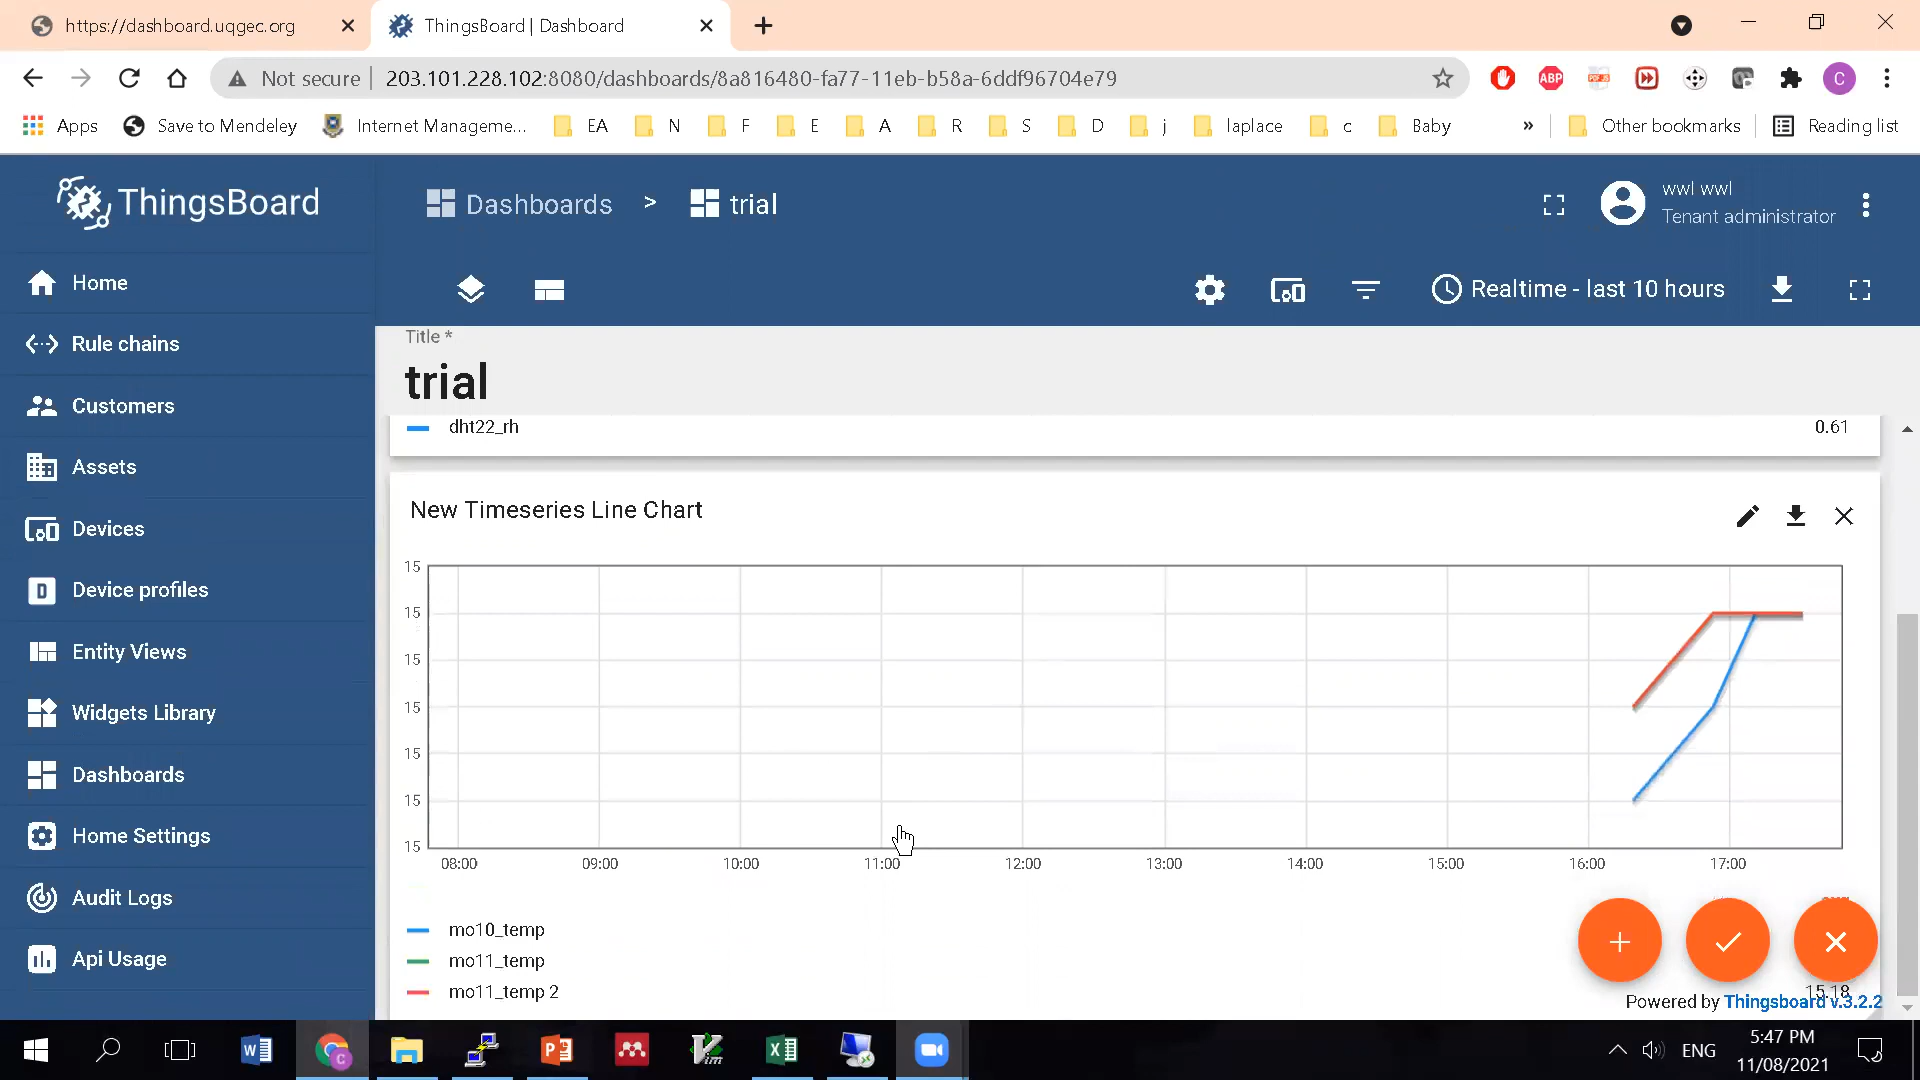 https://dashboard.uqgec.org
ThingsBoard | Dashboard
Not secure
203.101.228.102:8080/dashboards/8a816480-fa77-11eb-b58a-6ddf96704e79
ABP
C
Apps
Save to Mendeley
Internet Manageme...
EA
N
F
E
A
R
S
D
j
laplace
c
Baby
»
Other bookmarks
Reading list
ThingsBoard
Dashboards
>
trial
wwl wwl
Tenant administrator
Home
Rule chains
Customers
Assets
Devices
Device profiles
Entity Views
Widgets Library
Dashboards
Home Settings
Audit Logs
Api Usage
Realtime - last 10 hours
Title *
trial
dht22_rh
0.61
New Timeseries Line Chart
15
15
15
15
15
15
15
08:00
09:00
10:00
11:00
12:00
13:00
14:00
15:00
16:00
17:00
mo10_temp
mo11_temp
mo11_temp 2
15.18
Powered by Thingsboard v.3.2.2
ENG
5:47 PM
11/08/2021